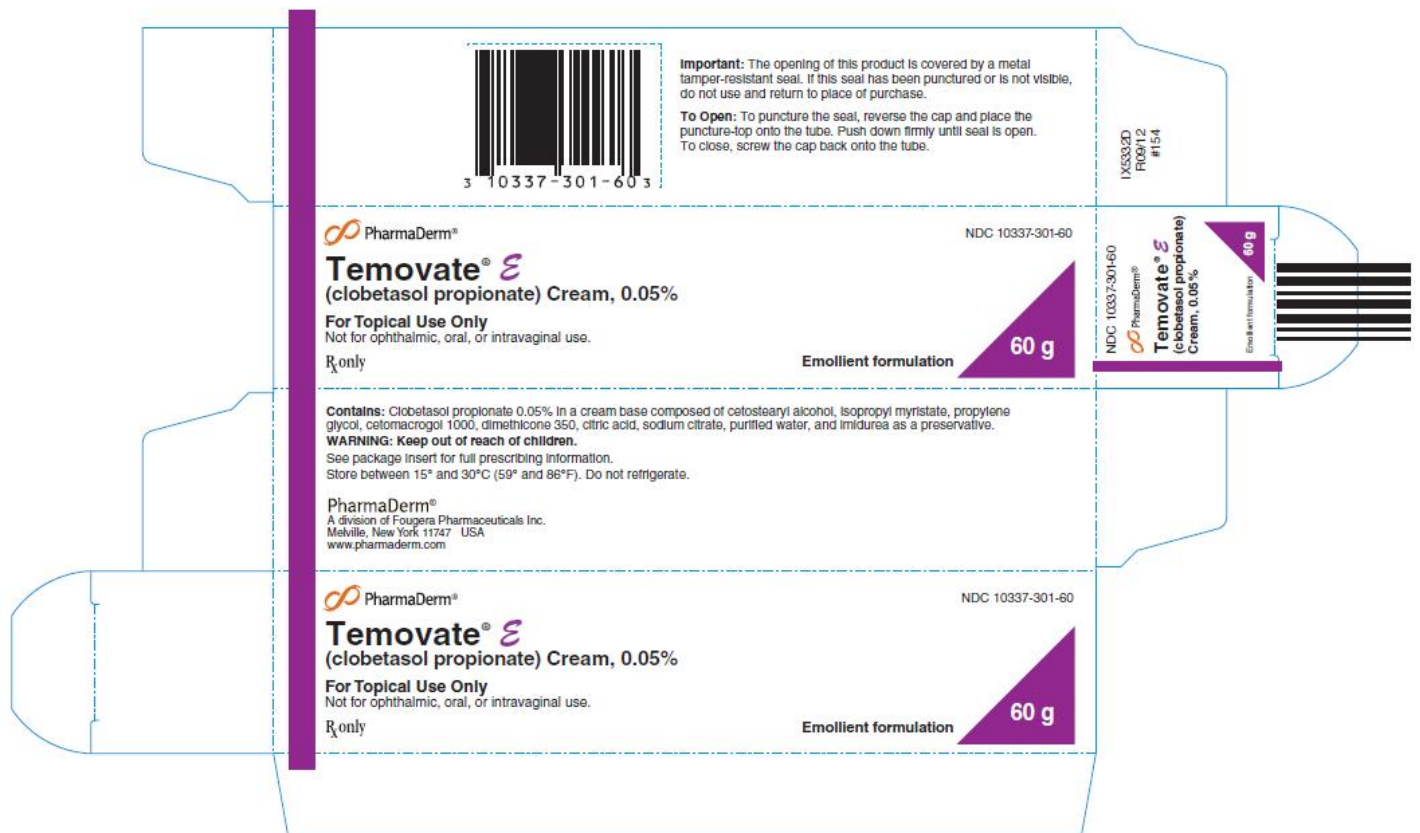 Important: The opening of this product is covered by a metal
tamper-resistant seal. If this seal has been punctured or is not visible,
do not use and return to place of purchase.
To Open: To puncture the seal, reverse the cap and place the
puncture-top onto the tube. Push down firmly until seal is open.
To close, screw the cap back onto the tube.
3 10337-301-60 3
IX5332D
R09/12
#154
PharmaDerm®
NDC 10337-301-60
Temovate® E
(clobetasol propionate) Cream, 0.05%
For Topical Use Only
Not for ophthalmic, oral, or intravaginal use.
℞ only
Emollient formulation
60 g
NDC 10337-301-60
PharmaDerm®
Temovate® E
(clobetasol propionate)
Cream, 0.05%
Emollient formulation
60 g
Contains: Clobetasol propionate 0.05% in a cream base composed of cetostearyl alcohol, isopropyl myristate, propylene
glycol, cetomacrogol 1000, dimethicone 350, citric acid, sodium citrate, purified water, and imidurea as a preservative.
WARNING: Keep out of reach of children.
See package insert for full prescribing information.
Store between 15° and 30°C (59° and 86°F). Do not refrigerate.
PharmaDerm®
A division of Fougera Pharmaceuticals Inc.
Melville, New York 11747 USA
www.pharmaderm.com
PharmaDerm®
NDC 10337-301-60
Temovate® E
(clobetasol propionate) Cream, 0.05%
For Topical Use Only
Not for ophthalmic, oral, or intravaginal use.
℞ only
Emollient formulation
60 g